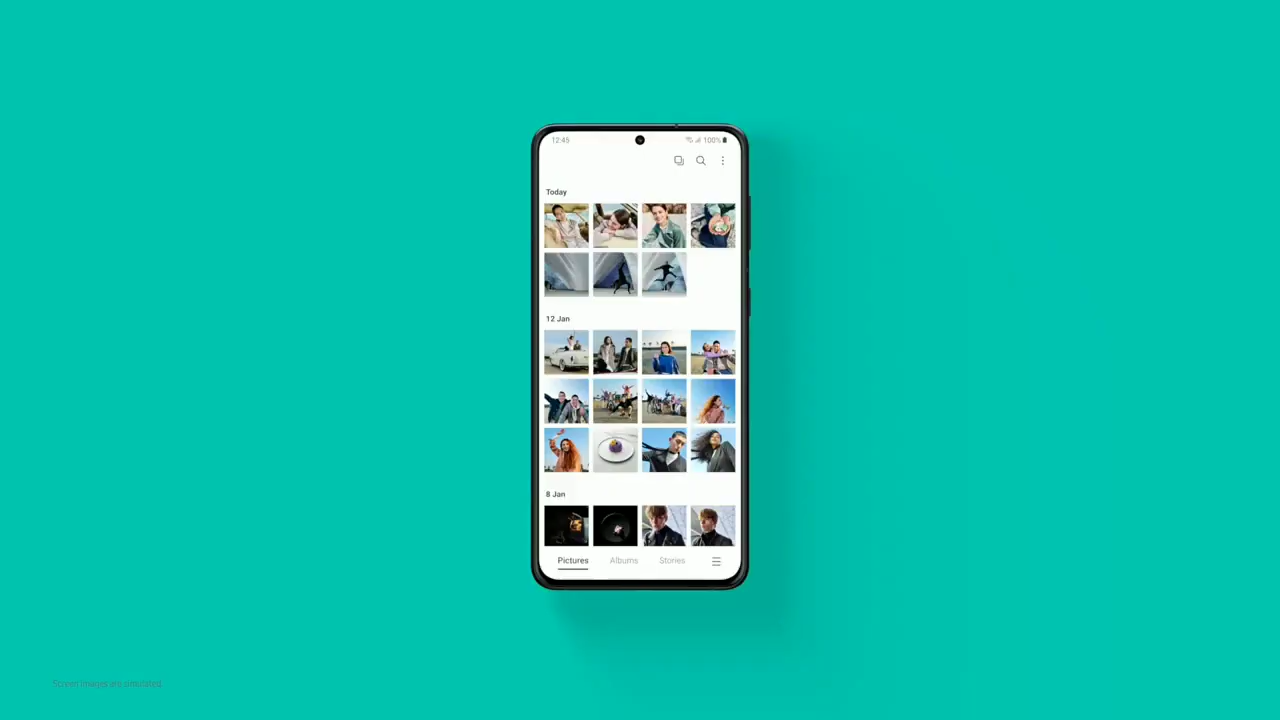 12:45 100%
Today
12 Jan
8 Jan
Pictures Albums Stories
Screen images are simulated.